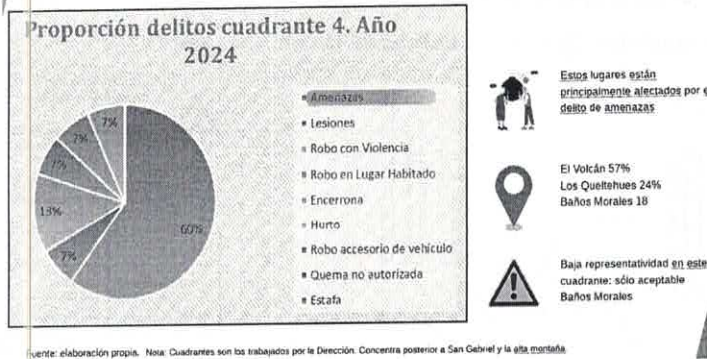 Proporción delitos cuadrante 4. Año
2024
60%
7%
13%
7%
7%
7%
Amenazas
Lesiones
Robo con Violencia
Robo en Lugar Habitado
Encerrona
Hurto
Robo accesorio de vehículo
Quema no autorizada
Estafa
Estos lugares están
principalmente afectados por e
delito de amenazas
El Volcán 57%
Los Queltehues 24%
Baños Morales 18
Baja representatividad en este
cuadrante: sólo aceptable
Baños Morales
Fuente: elaboración propia. Nota: Cuadrantes son los trabajados por la Dirección. Concentra posterior a San Gabriel y la alta montaña